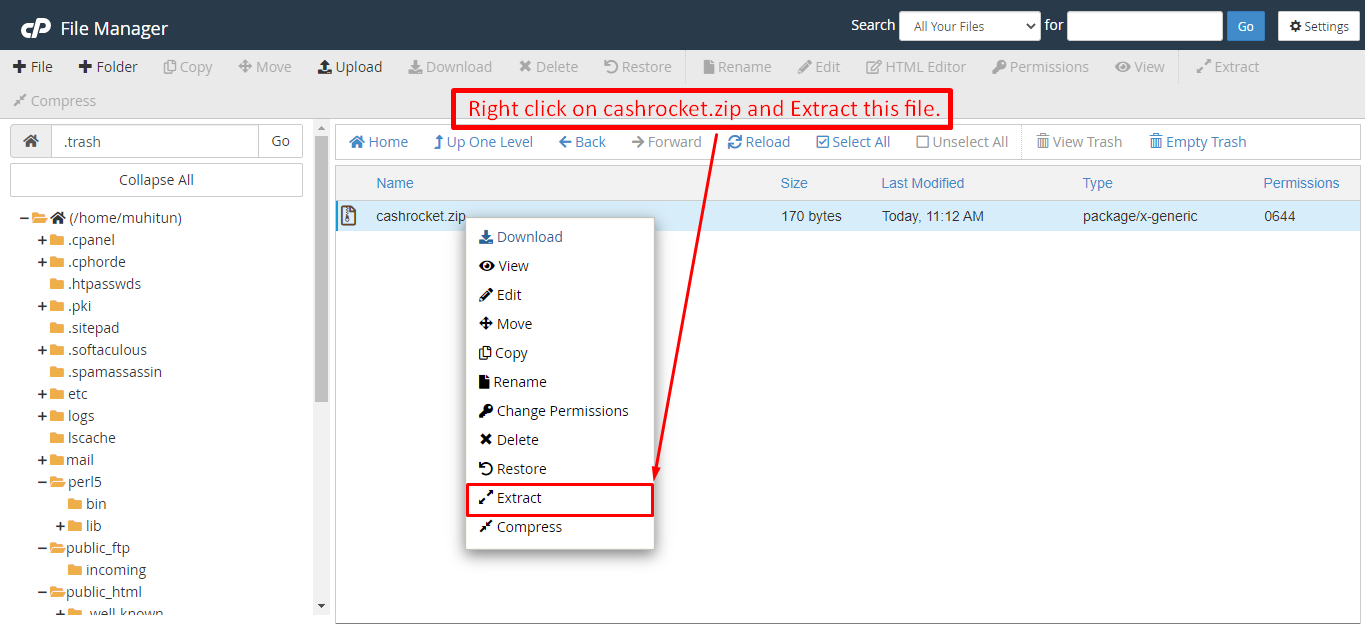 cP File Manager
Search All Your Files for Go Settings
File Folder Copy Move Upload Download Delete Restore Rename Edit HTML Editor Permissions View Extract
Compress
Right click on cashrocket.zip and Extract this file.
.trash Go
Collapse All
(/home/muhitun)
.cpanel
.cphorde
.htpasswds
.pki
.sitepad
.softaculous
.spamassassin
etc
logs
lscache
mail
perl5
bin
lib
public_ftp
incoming
public_html
.well-known
Home Up One Level Back Forward Reload Select All Unselect All View Trash Empty Trash
Name Size Last Modified Type Permissions
cashrocket.zip 170 bytes Today, 11:12 AM package/x-generic 0644
Download
View
Edit
Move
Copy
Rename
Change Permissions
Delete
Restore
Extract
Compress